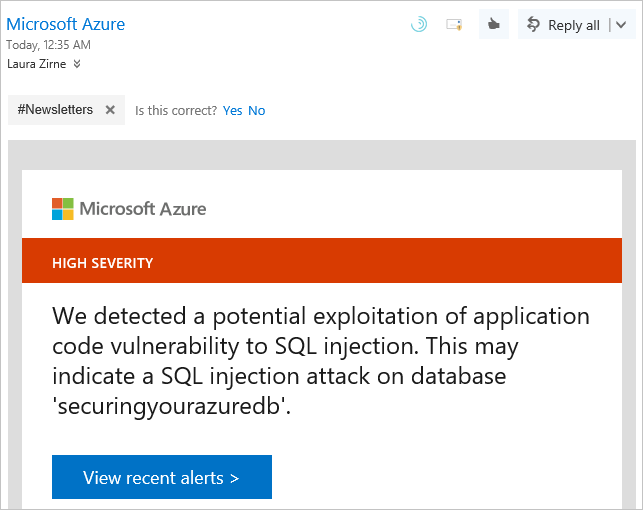 Microsoft Azure
Reply all
Today, 12:35 AM
Laura Zirne
#Newsletters
Is this correct? Yes No
Microsoft Azure
HIGH SEVERITY
We detected a potential exploitation of application
code vulnerability to SQL injection. This may
indicate a SQL injection attack on database
'securingyourazuredb'.
View recent alerts >